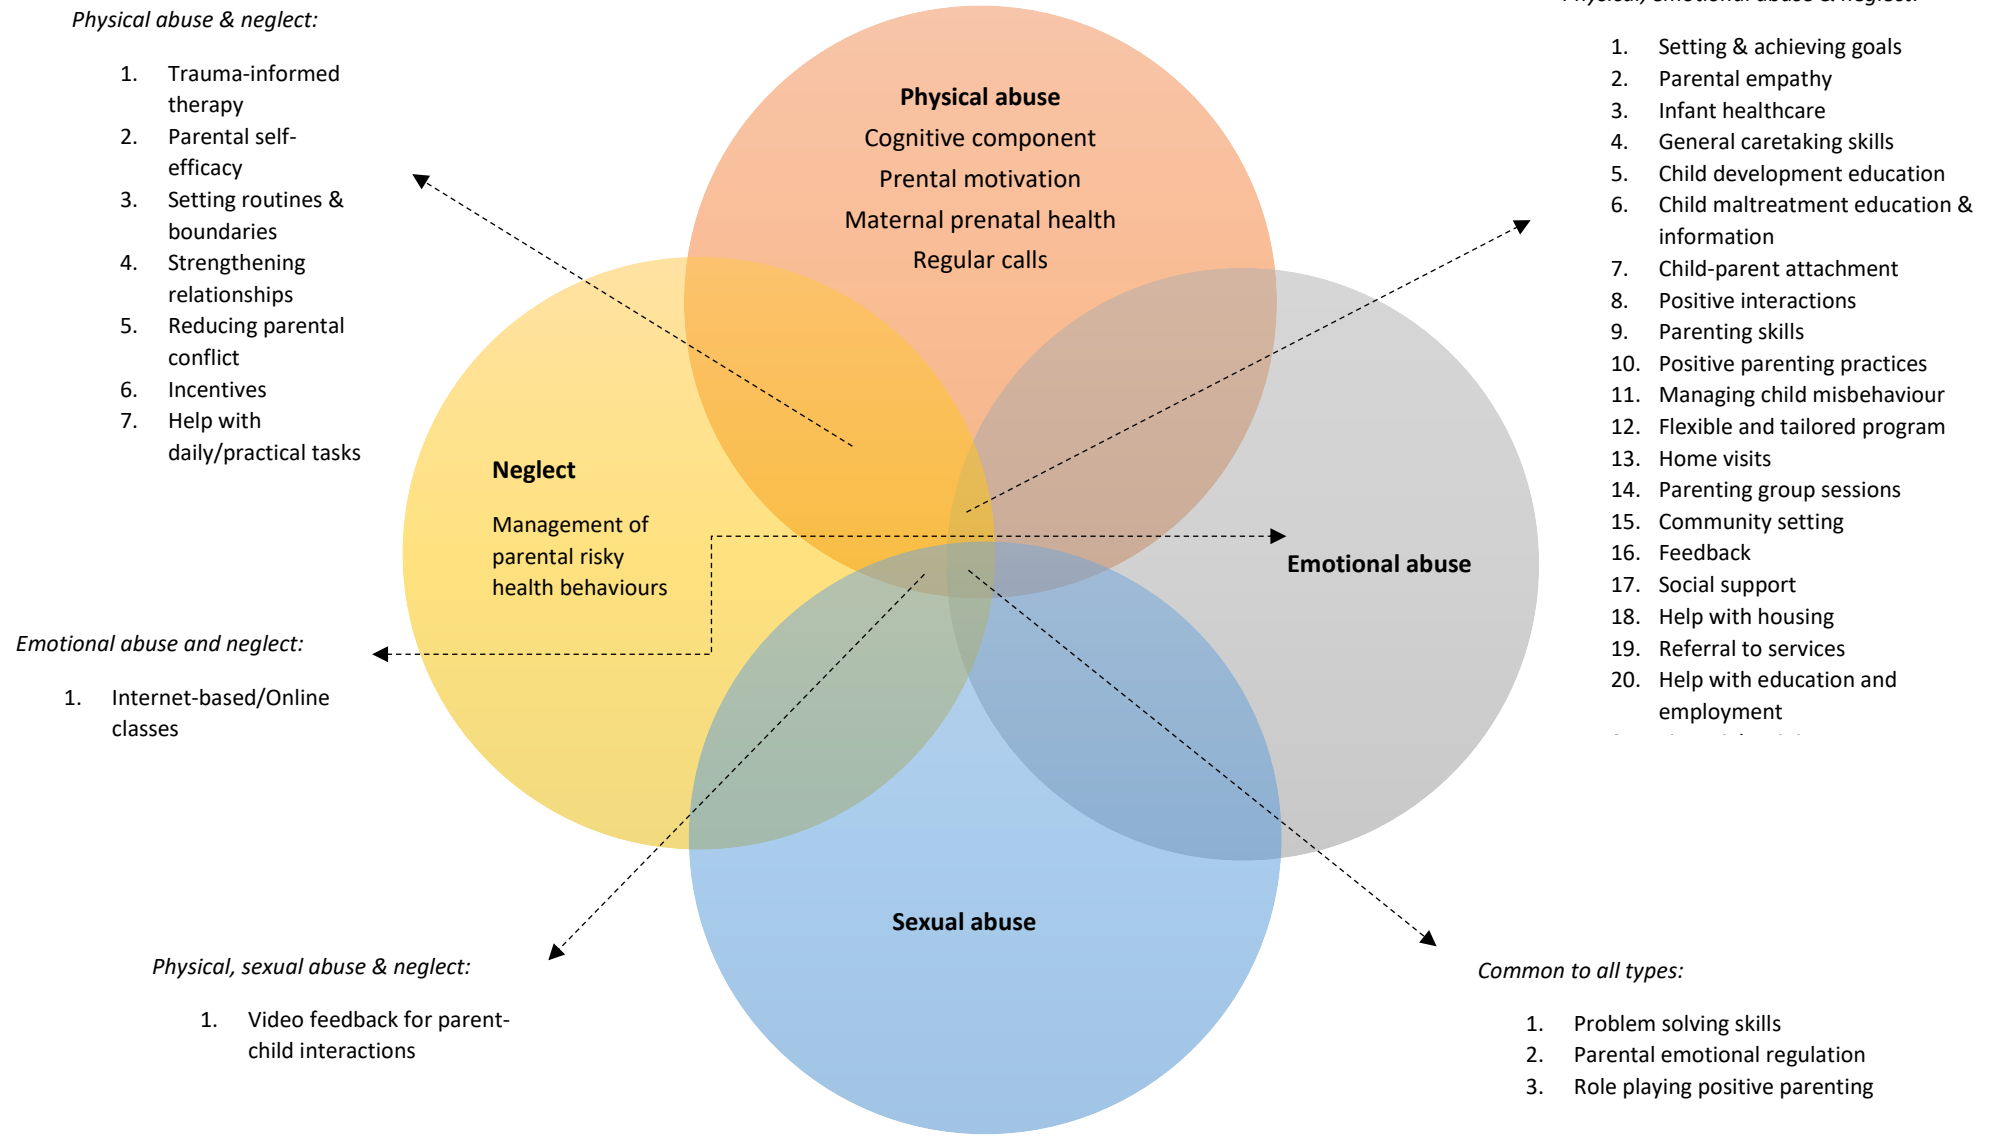 Physical abuse & neglect:
1. Trauma-informed
therapy
2. Parental self-
efficacy
3. Setting routines &
boundaries
4. Strengthening
relationships
5. Reducing parental
conflict
6. Incentives
7. Help with
daily/practical tasks
Physical abuse
Cognitive component
Prental motivation
Maternal prenatal health
Regular calls
Physical, emotional abuse & neglect:
1. Setting & achieving goals
2. Parental empathy
3. Infant healthcare
4. General caretaking skills
5. Child development education
6. Child maltreatment education &
information
7. Child-parent attachment
8. Positive interactions
9. Parenting skills
10. Positive parenting practices
11. Managing child misbehaviour
12. Flexible and tailored program
13. Home visits
14. Parenting group sessions
15. Community setting
16. Feedback
17. Social support
18. Help with housing
19. Referral to services
20. Help with education and
employment
Neglect
Management of
parental risky
health behaviours
Emotional abuse
Emotional abuse and neglect:
1. Internet-based/Online
classes
Sexual abuse
Physical, sexual abuse & neglect:
1. Video feedback for parent-
child interactions
Common to all types:
1. Problem solving skills
2. Parental emotional regulation
3. Role playing positive parenting